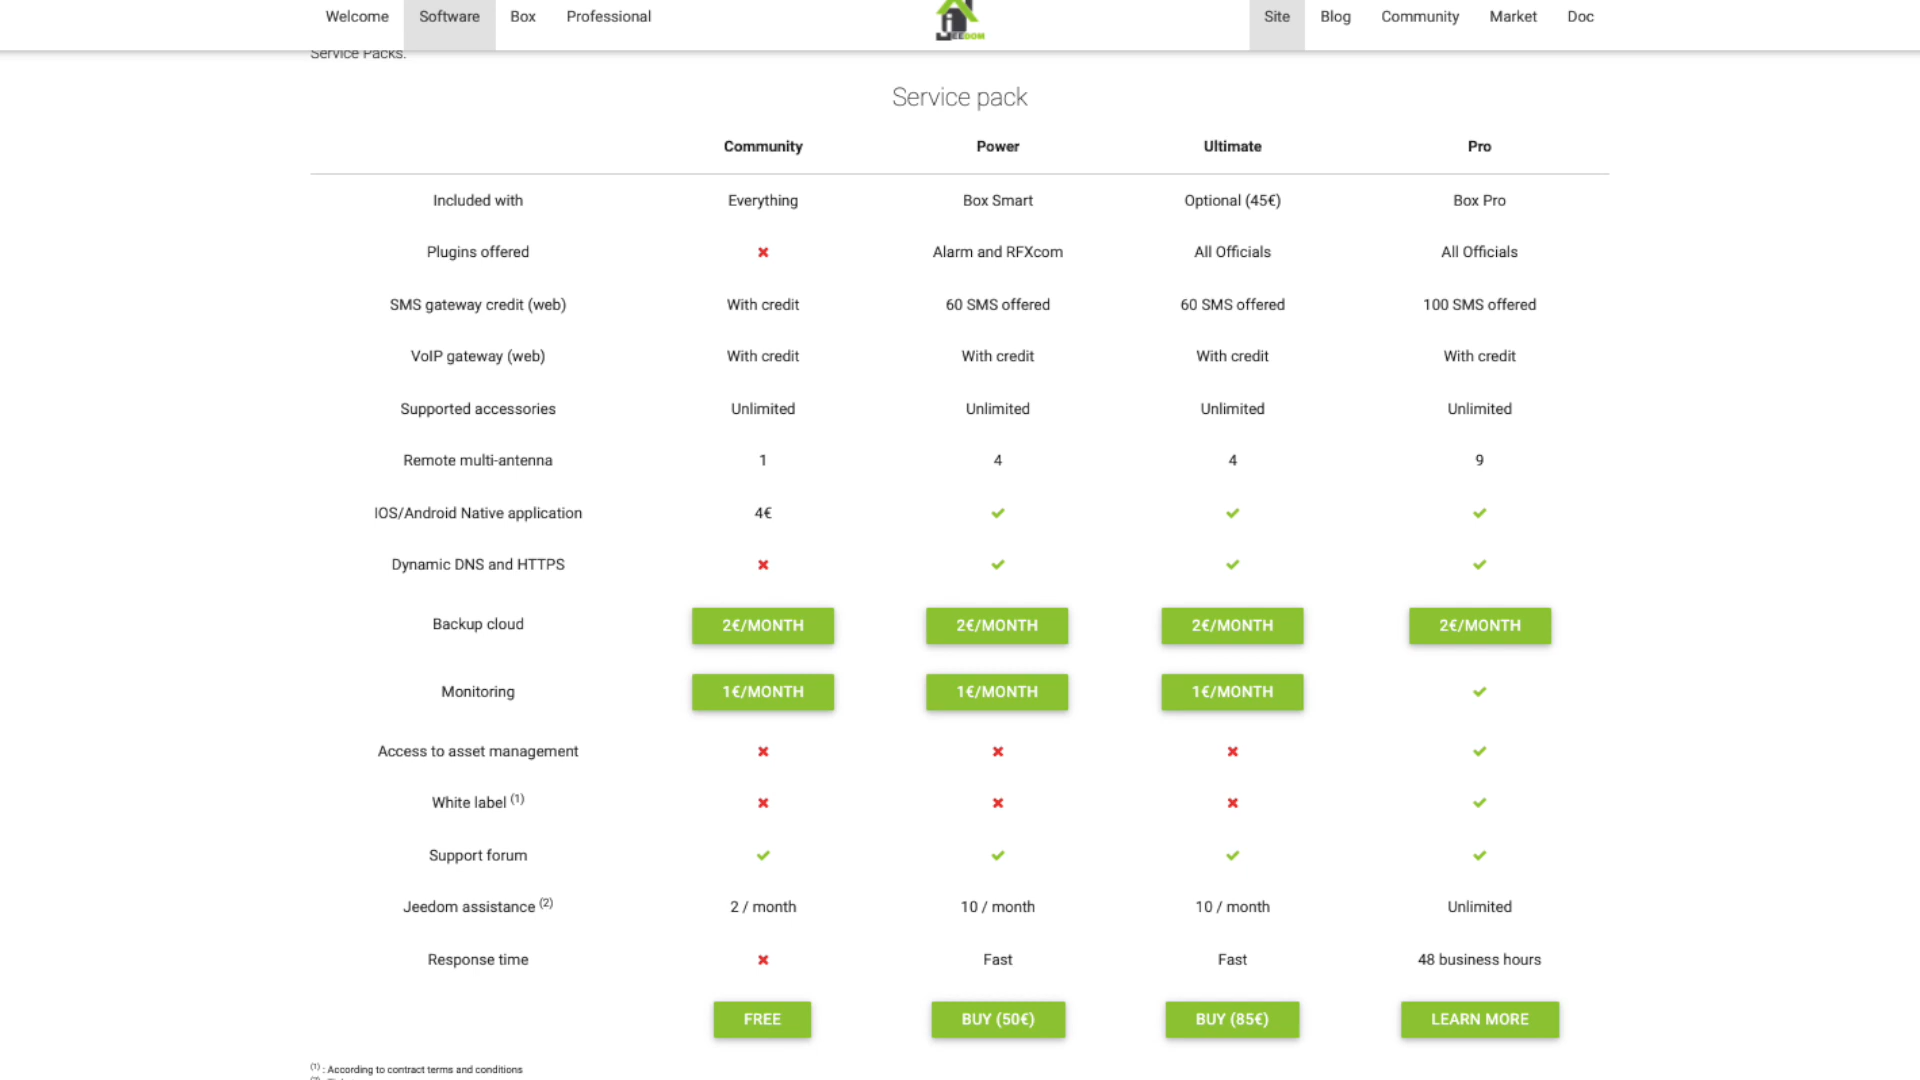 Welcome Software Box Professional JEEDOM Site Blog Community Market Doc
Service Packs.
Service pack
Community Power Ultimate Pro
Included with Everything Box Smart Optional (45€) Box Pro
Plugins offered Alarm and RFXcom All Officials All Officials
SMS gateway credit (web) With credit 60 SMS offered 60 SMS offered 100 SMS offered
VoIP gateway (web) With credit With credit With credit With credit
Supported accessories Unlimited Unlimited Unlimited Unlimited
Remote multi-antenna 1 4 4 9
IOS/Android Native application 4€
Dynamic DNS and HTTPS
Backup cloud 2€/MONTH 2€/MONTH 2€/MONTH 2€/MONTH
Monitoring 1€/MONTH 1€/MONTH 1€/MONTH
Access to asset management
White label (1)
Support forum
Jeedom assistance (2) 2 / month 10 / month 10 / month Unlimited
Response time Fast Fast 48 business hours
FREE BUY (50€) BUY (85€) LEARN MORE
(1) : According to contract terms and conditions